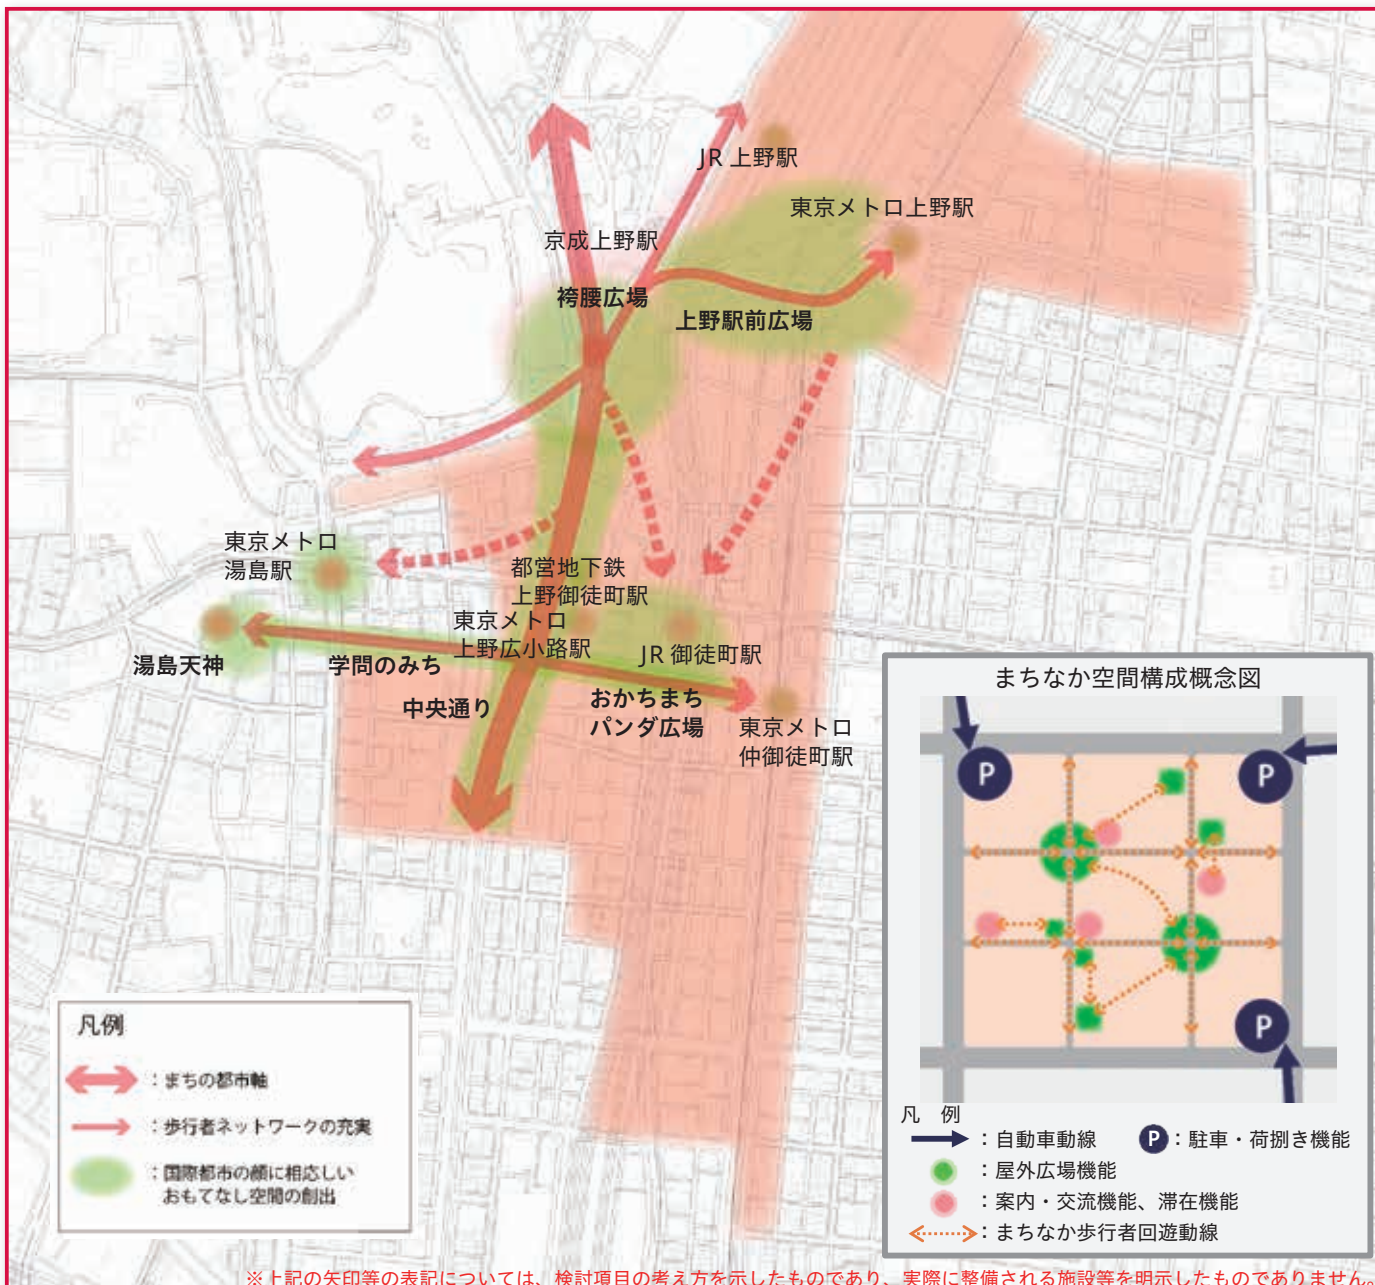 JR 上野駅
東京メトロ上野駅
京成上野駅
袴腰広場
上野駅前広場
東京メトロ
湯島駅
都営地下鉄
上野御徒町駅
東京メトロ
上野広小路駅
JR 御徒町駅
湯島天神
学問のみち
中央通り
おかちまち
パンダ広場
東京メトロ
仲御徒町駅
凡例
：まちの都市軸
：歩行者ネットワークの充実
：国際都市の顔に相応しい
おもてなし空間の創出
まちなか空間構成概念図
P
P
P
凡 例
：自動車動線
P：駐車・荷捌き機能
：屋外広場機能
：案内・交流機能、滞在機能
：まちなか歩行者回遊動線
※上記の矢印等の表記については、検討項目の考え方を示したものであり、実際に整備される施設等を明示したものでありません。